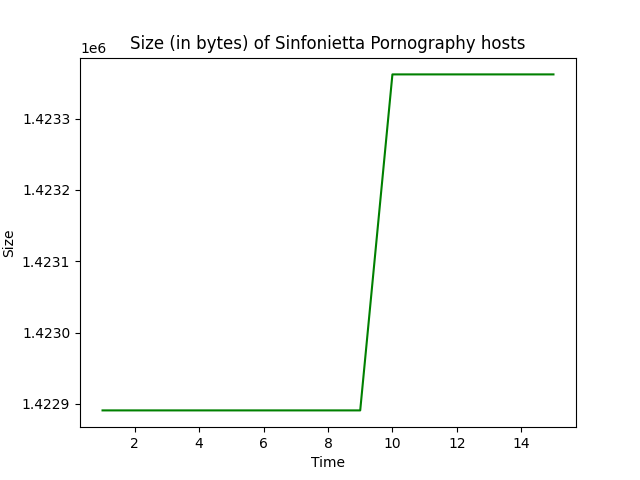 Size (in bytes) of Sinfonietta Pornography hosts
1e6
1.4233
1.4232
1.4231
1.4230
1.4229
Size
2 4 6 8 10 12 14
Time